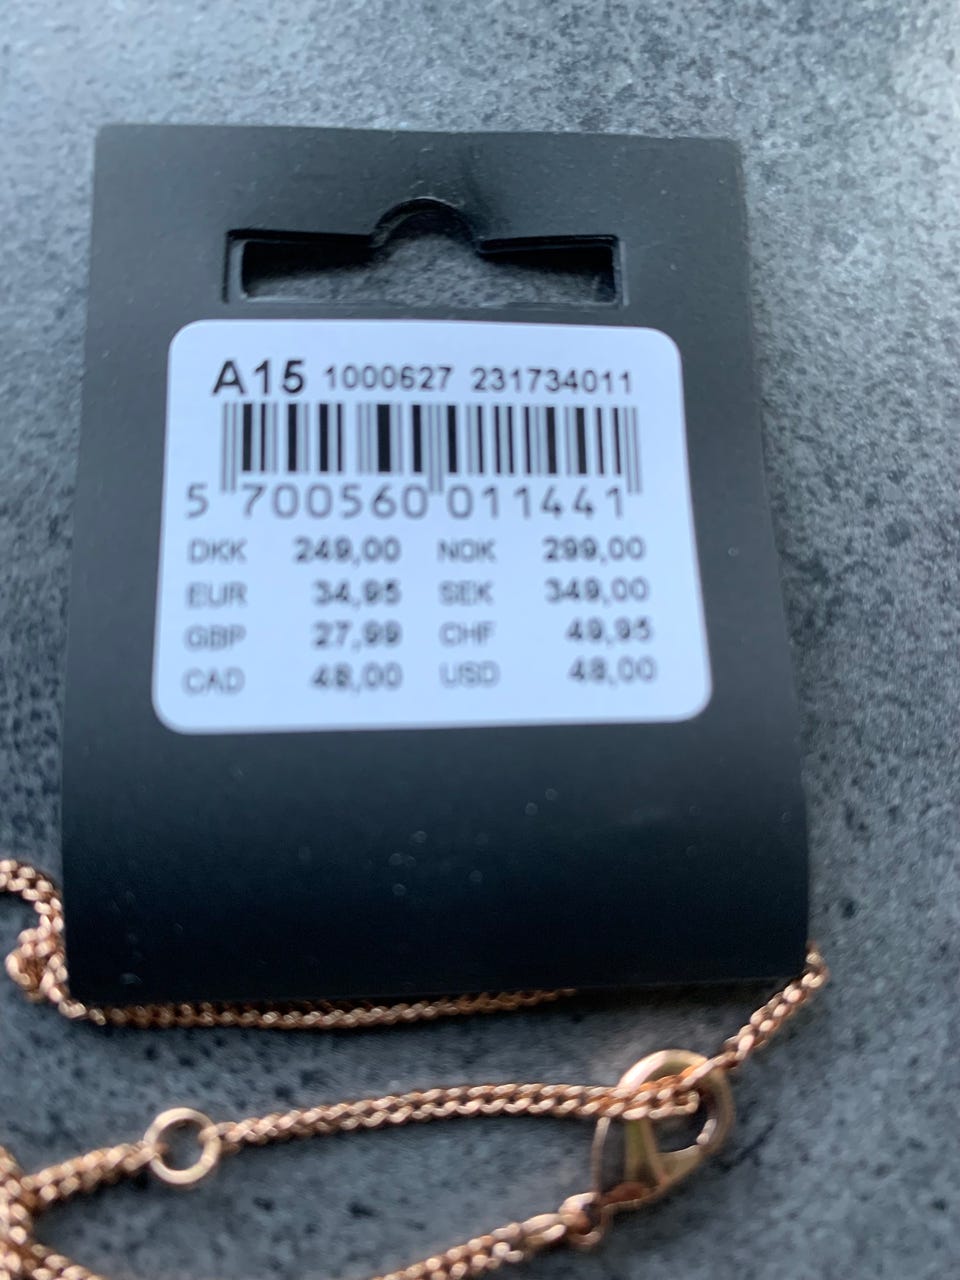 A15 1000627 231734011
5 700560 011441
DKK 249,00 NOK 299,00
EUR 34,95 SEK 349,00
GBP 27,99 CHF 49,95
CAD 48,00 USD 48,00